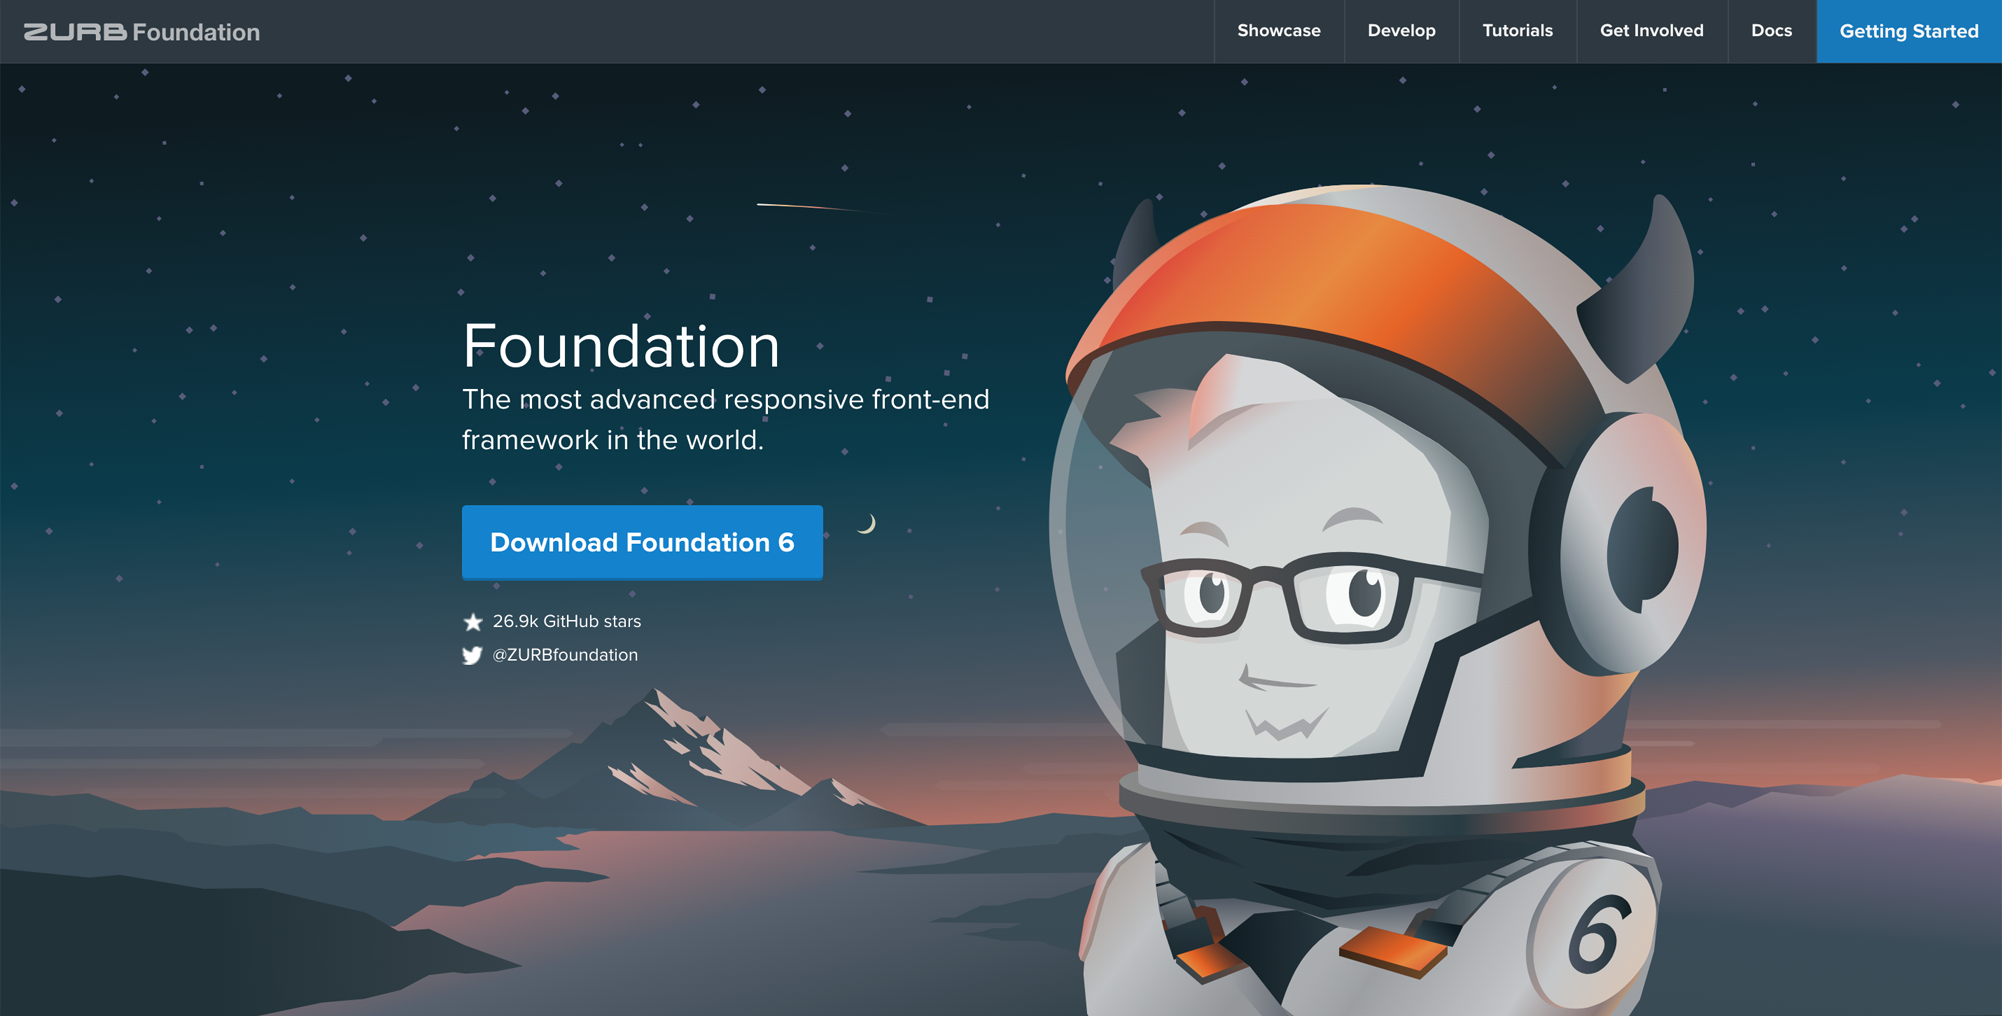 ZURB Foundation
Showcase
Develop
Tutorials
Get Involved
Docs
Getting Started
Foundation
The most advanced responsive front-end
framework in the world.
Download Foundation 6
26.9k GitHub stars
@ZURBfoundation
6